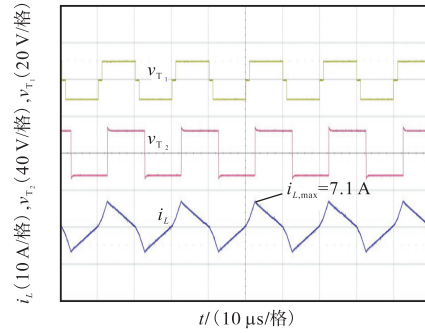 i_L (10 A/格) ,v_T₁ (20 V/格)
v_T₂ (40 V/格)
v_T₁
v_T₂
i_L,max=7.1 A
i_L
t/ (10 μs/格)